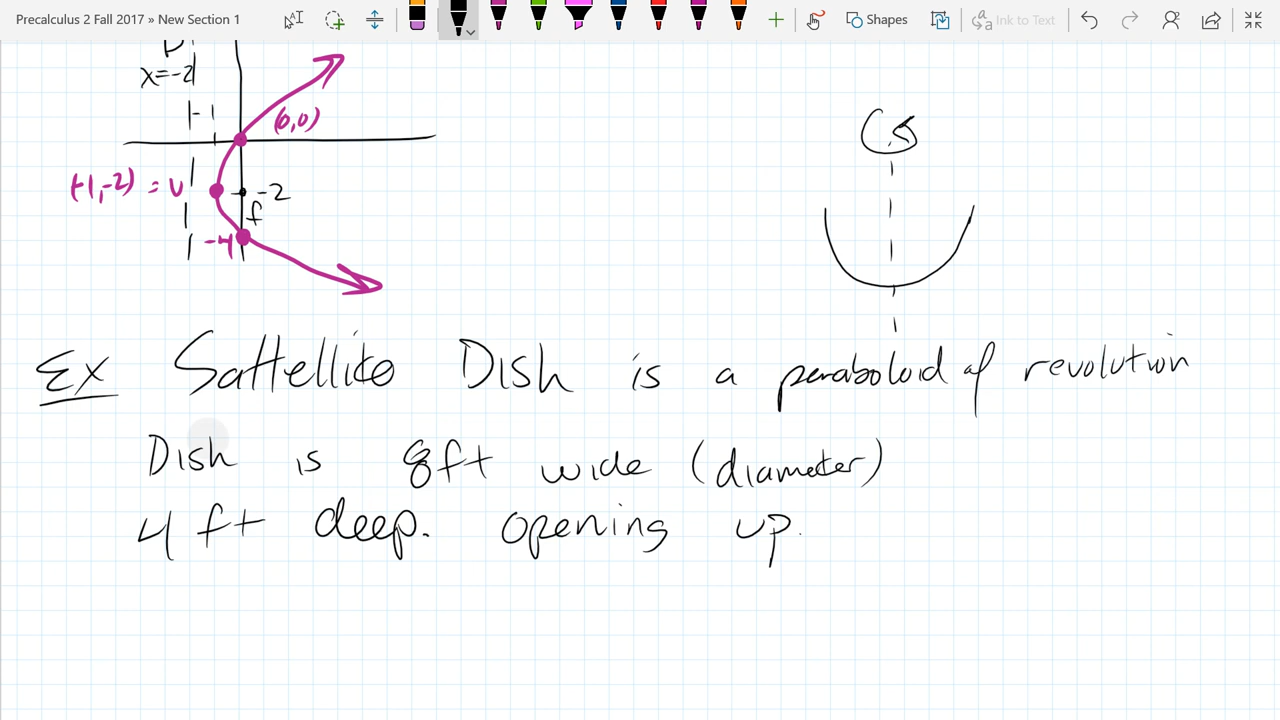 Precalculus 2 Fall 2017 » New Section 1
Shapes
Ink to Text
x=-2
-1
(0,0)
(-1,-2) = V
-2
f
-4
Ex Sattellite Dish is a paraboloid of revolution
Dish is 8ft wide (diameter)
4 ft deep. opening up.